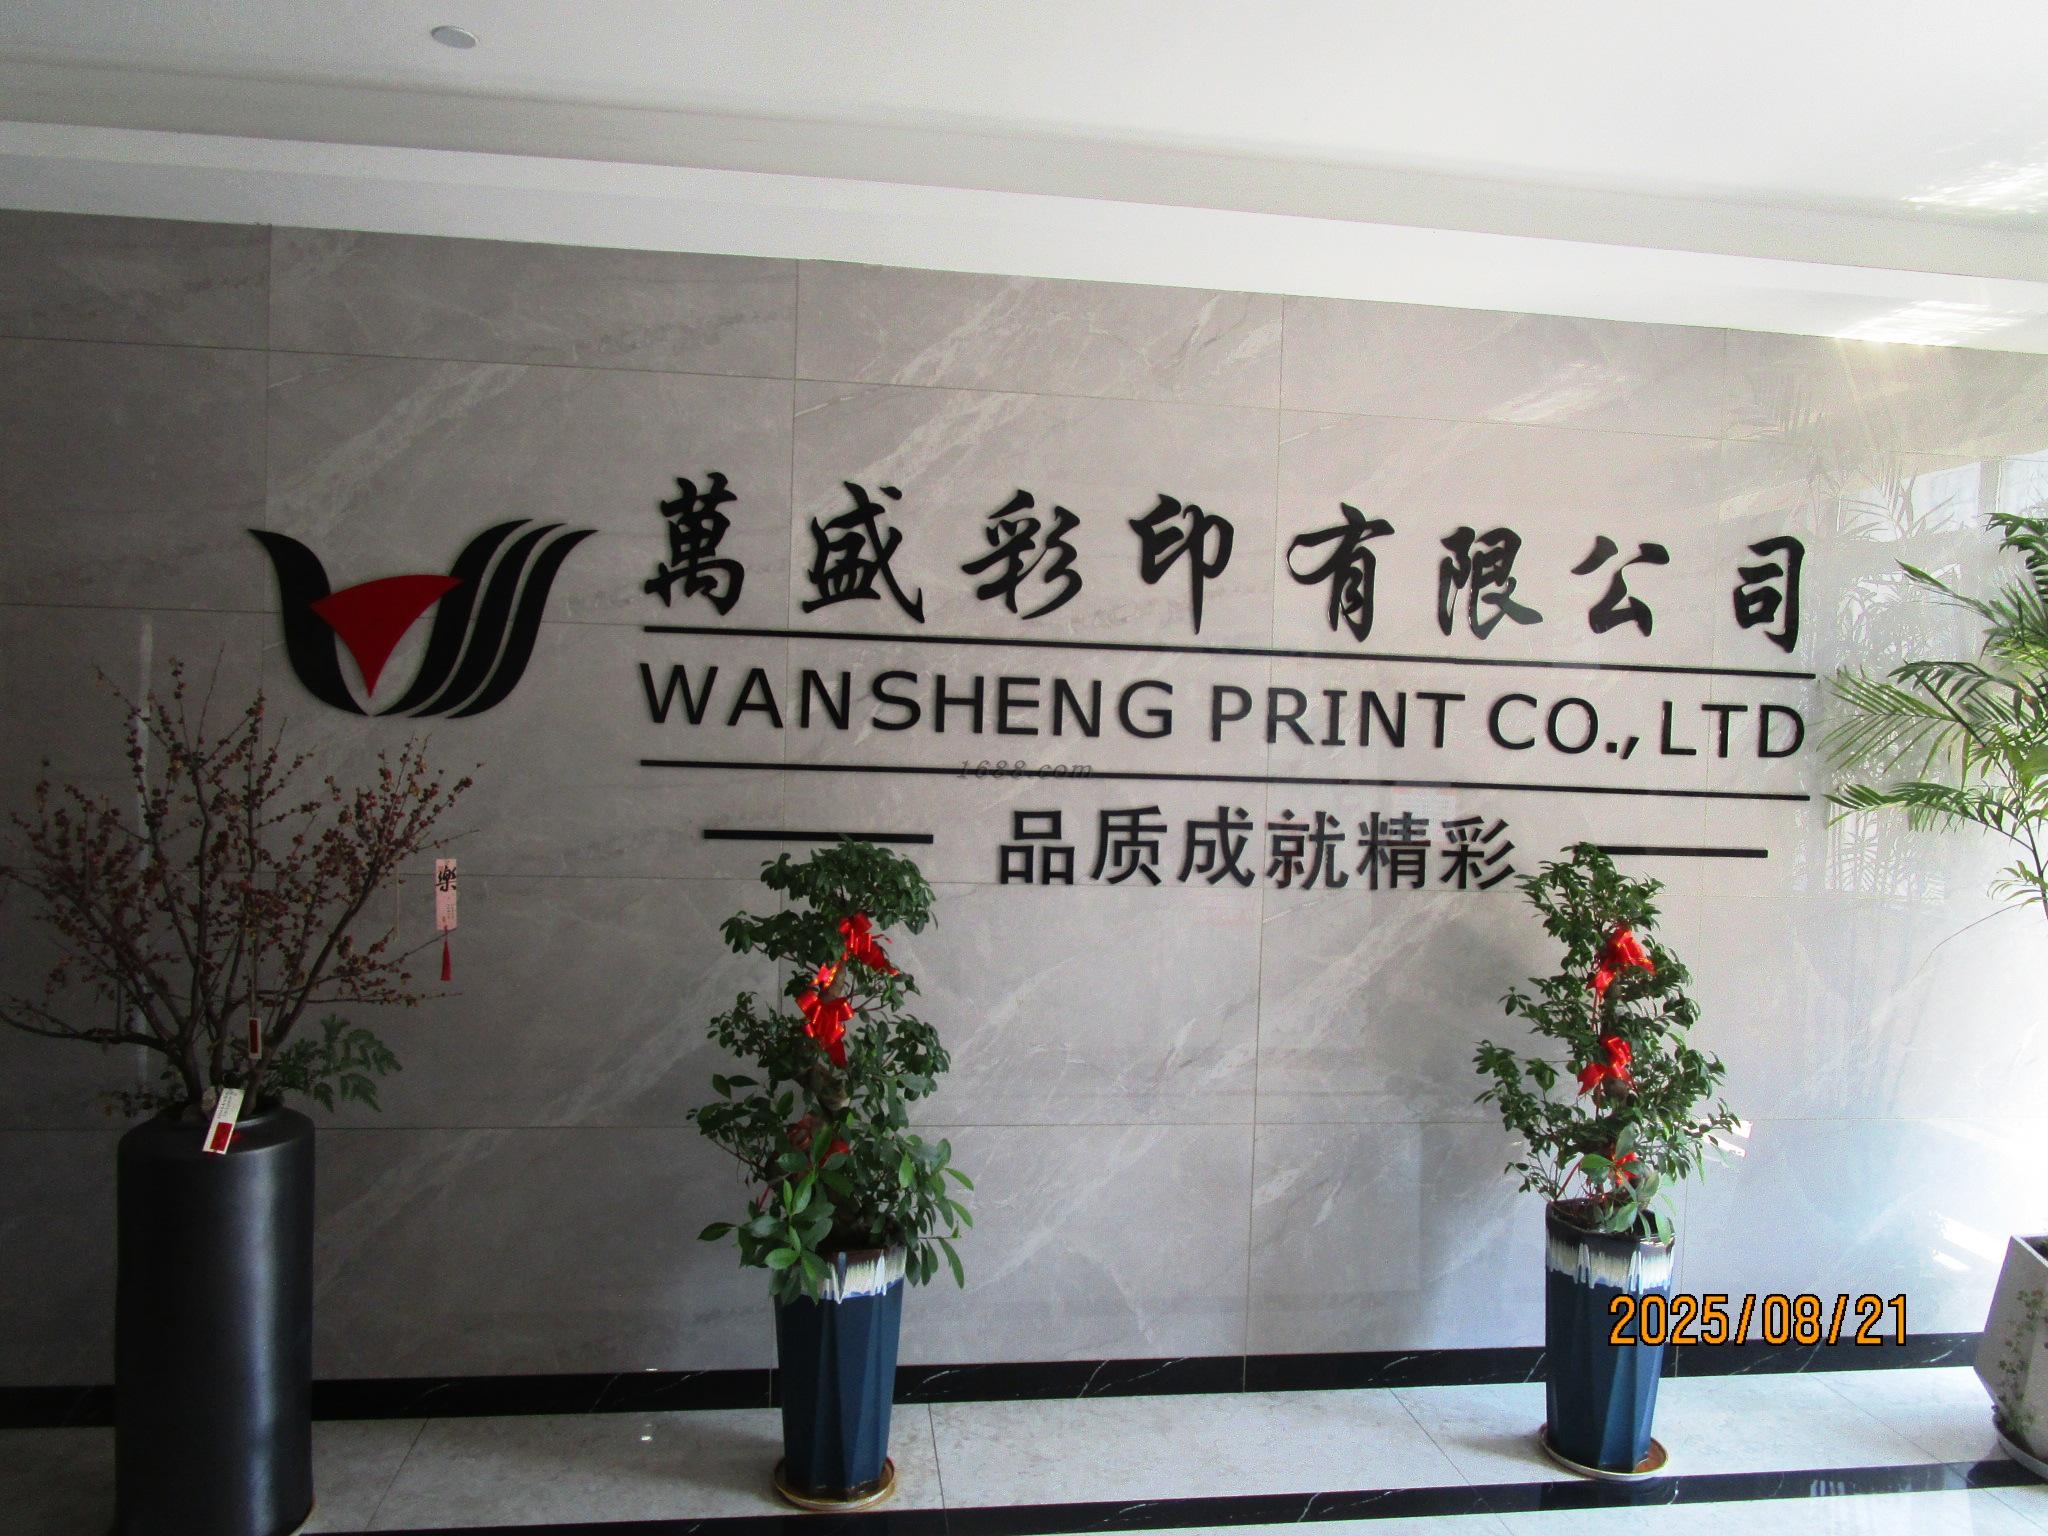 萬盛彩印有限公司
WANSHENG PRINT CO., LTD
1688.com
品质成就精彩
樂
2025/08/21